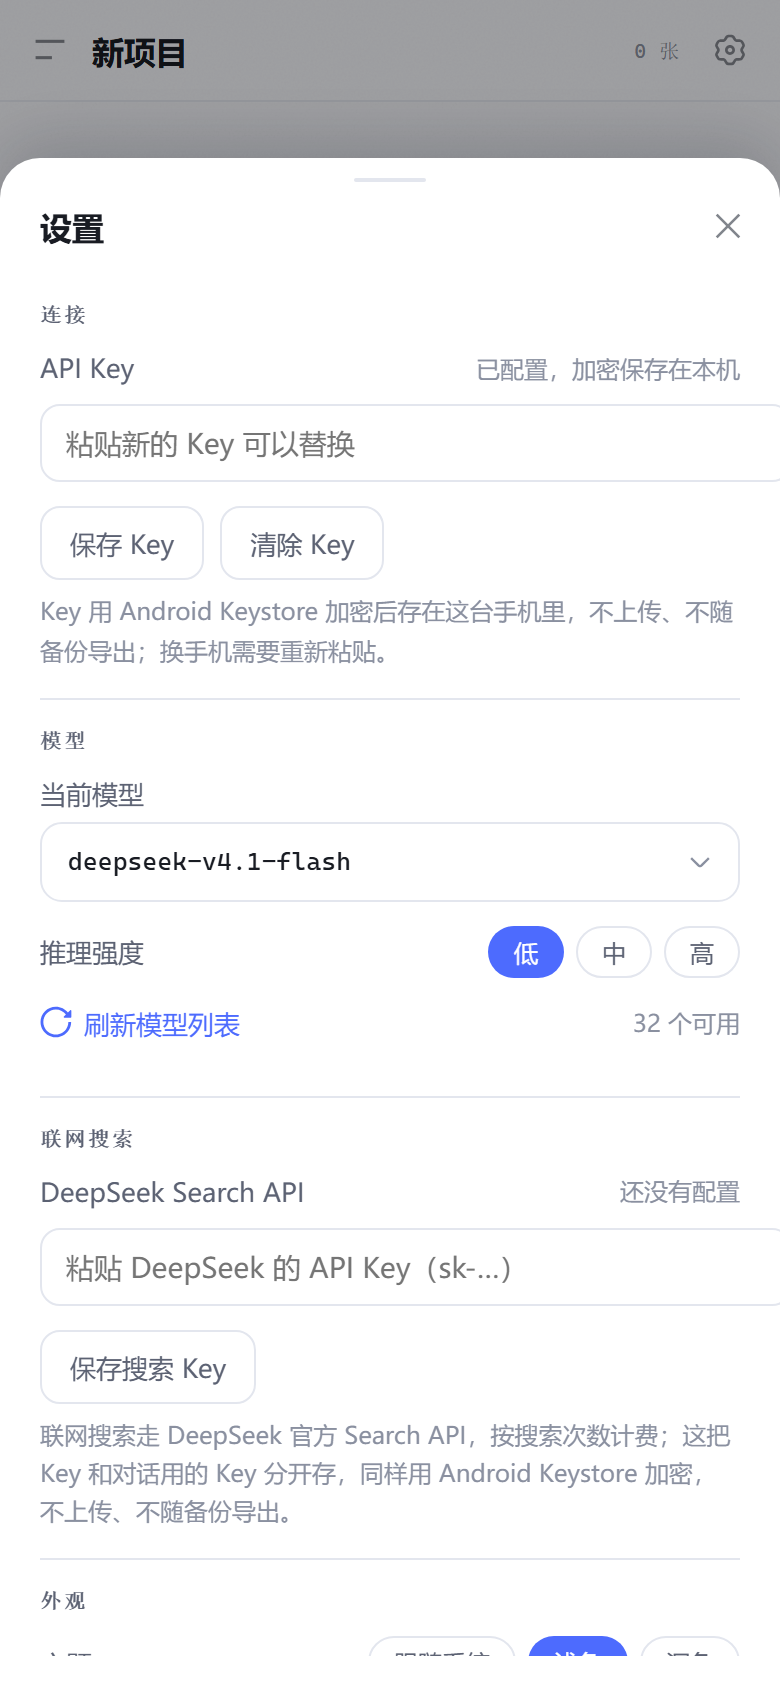 新项目
0 张
设置
连接
API Key
已配置，加密保存在本机
粘贴新的 Key 可以替换
保存 Key
清除 Key
Key 用 Android Keystore 加密后存在这台手机里，不上传、不随
备份导出；换手机需要重新粘贴。
模型
当前模型
deepseek-v4.1-flash
推理强度
低
中
高
刷新模型列表
32 个可用
联网搜索
DeepSeek Search API
还没有配置
粘贴 DeepSeek 的 API Key（sk-...）
保存搜索 Key
联网搜索走 DeepSeek 官方 Search API，按搜索次数计费；这把
Key 和对话用的 Key 分开存，同样用 Android Keystore 加密，
不上传、不随备份导出。
外观